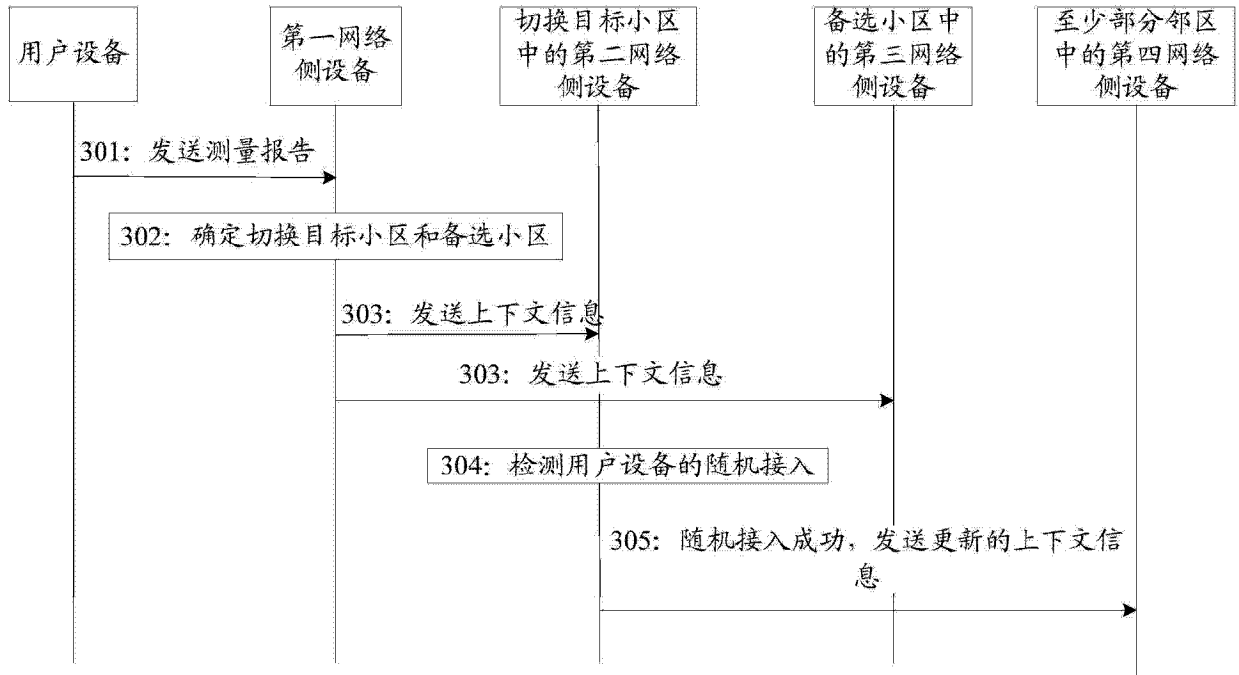 用户设备
第一网络
侧设备
切换目标小区
中的第二网络
侧设备
备选小区中
的第三网络
侧设备
至少部分邻区
中的第四网络
侧设备
301：发送测量报告
302：确定切换目标小区和备选小区
303：发送上下文信息
303：发送上下文信息
304：检测用户设备的随机接入
305：随机接入成功，发送更新的上下文信
息